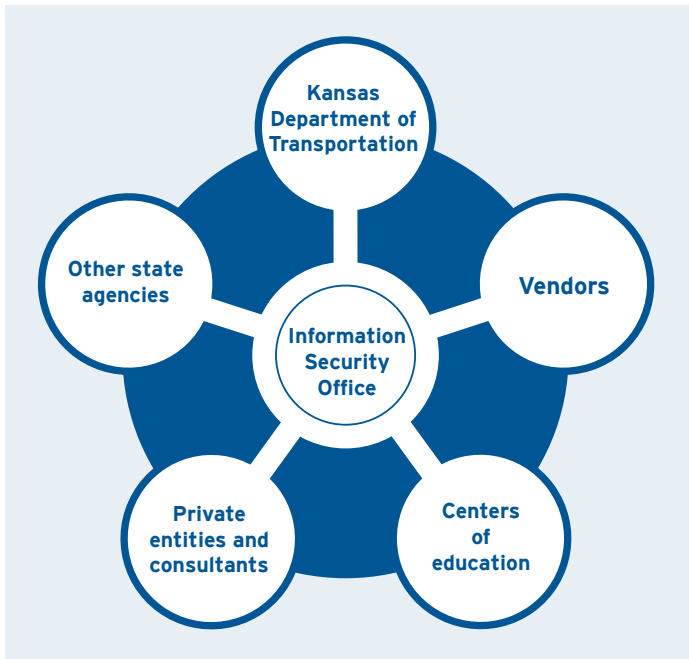 Kansas
Department of
Transportation
Other state
agencies
Vendors
Information
Security
Office
Private
entities and
consultants
Centers
of
education